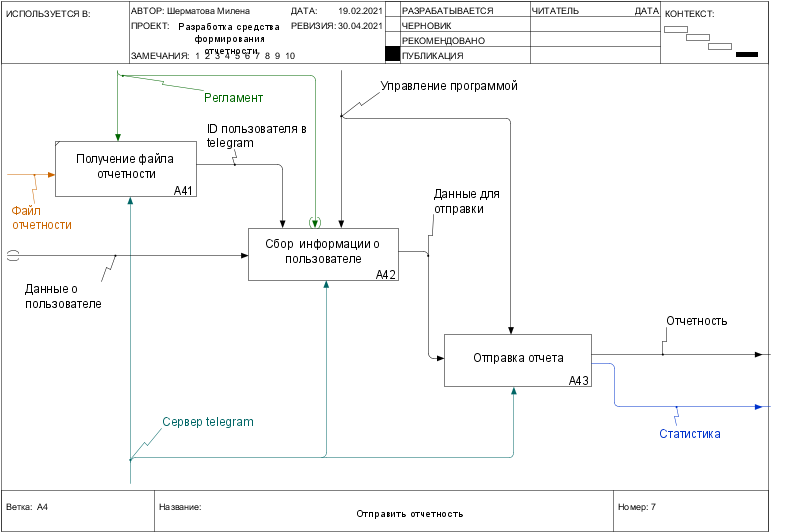 ИСПОЛЬЗУЕТСЯ В:
АВТОР: Шерматова Милена
ДАТА: 19.02.2021
РАЗРАБАТЫВАЕТСЯ
ЧИТАТЕЛЬ
ДАТА
КОНТЕКСТ:
ПРОЕКТ: Разработка средства
формирования
отчетности
РЕВИЗИЯ: 30.04.2021
ЧЕРНОВИК
РЕКОМЕНДОВАНО
ЗАМЕЧАНИЯ: 1 2 3 4 5 6 7 8 9 10
ПУБЛИКАЦИЯ
Регламент
Управление программой
ID пользователя в
telegram
Получение файла
отчетности
A41
Файл
отчетности
Данные для
отправки
Сбор информации о
пользователе
A42
Данные о
пользователе
Отчетность
Отправка отчета
A43
Сервер telegram
Статистика
Ветка: A4
Название:
Отправить отчетность
Номер: 7